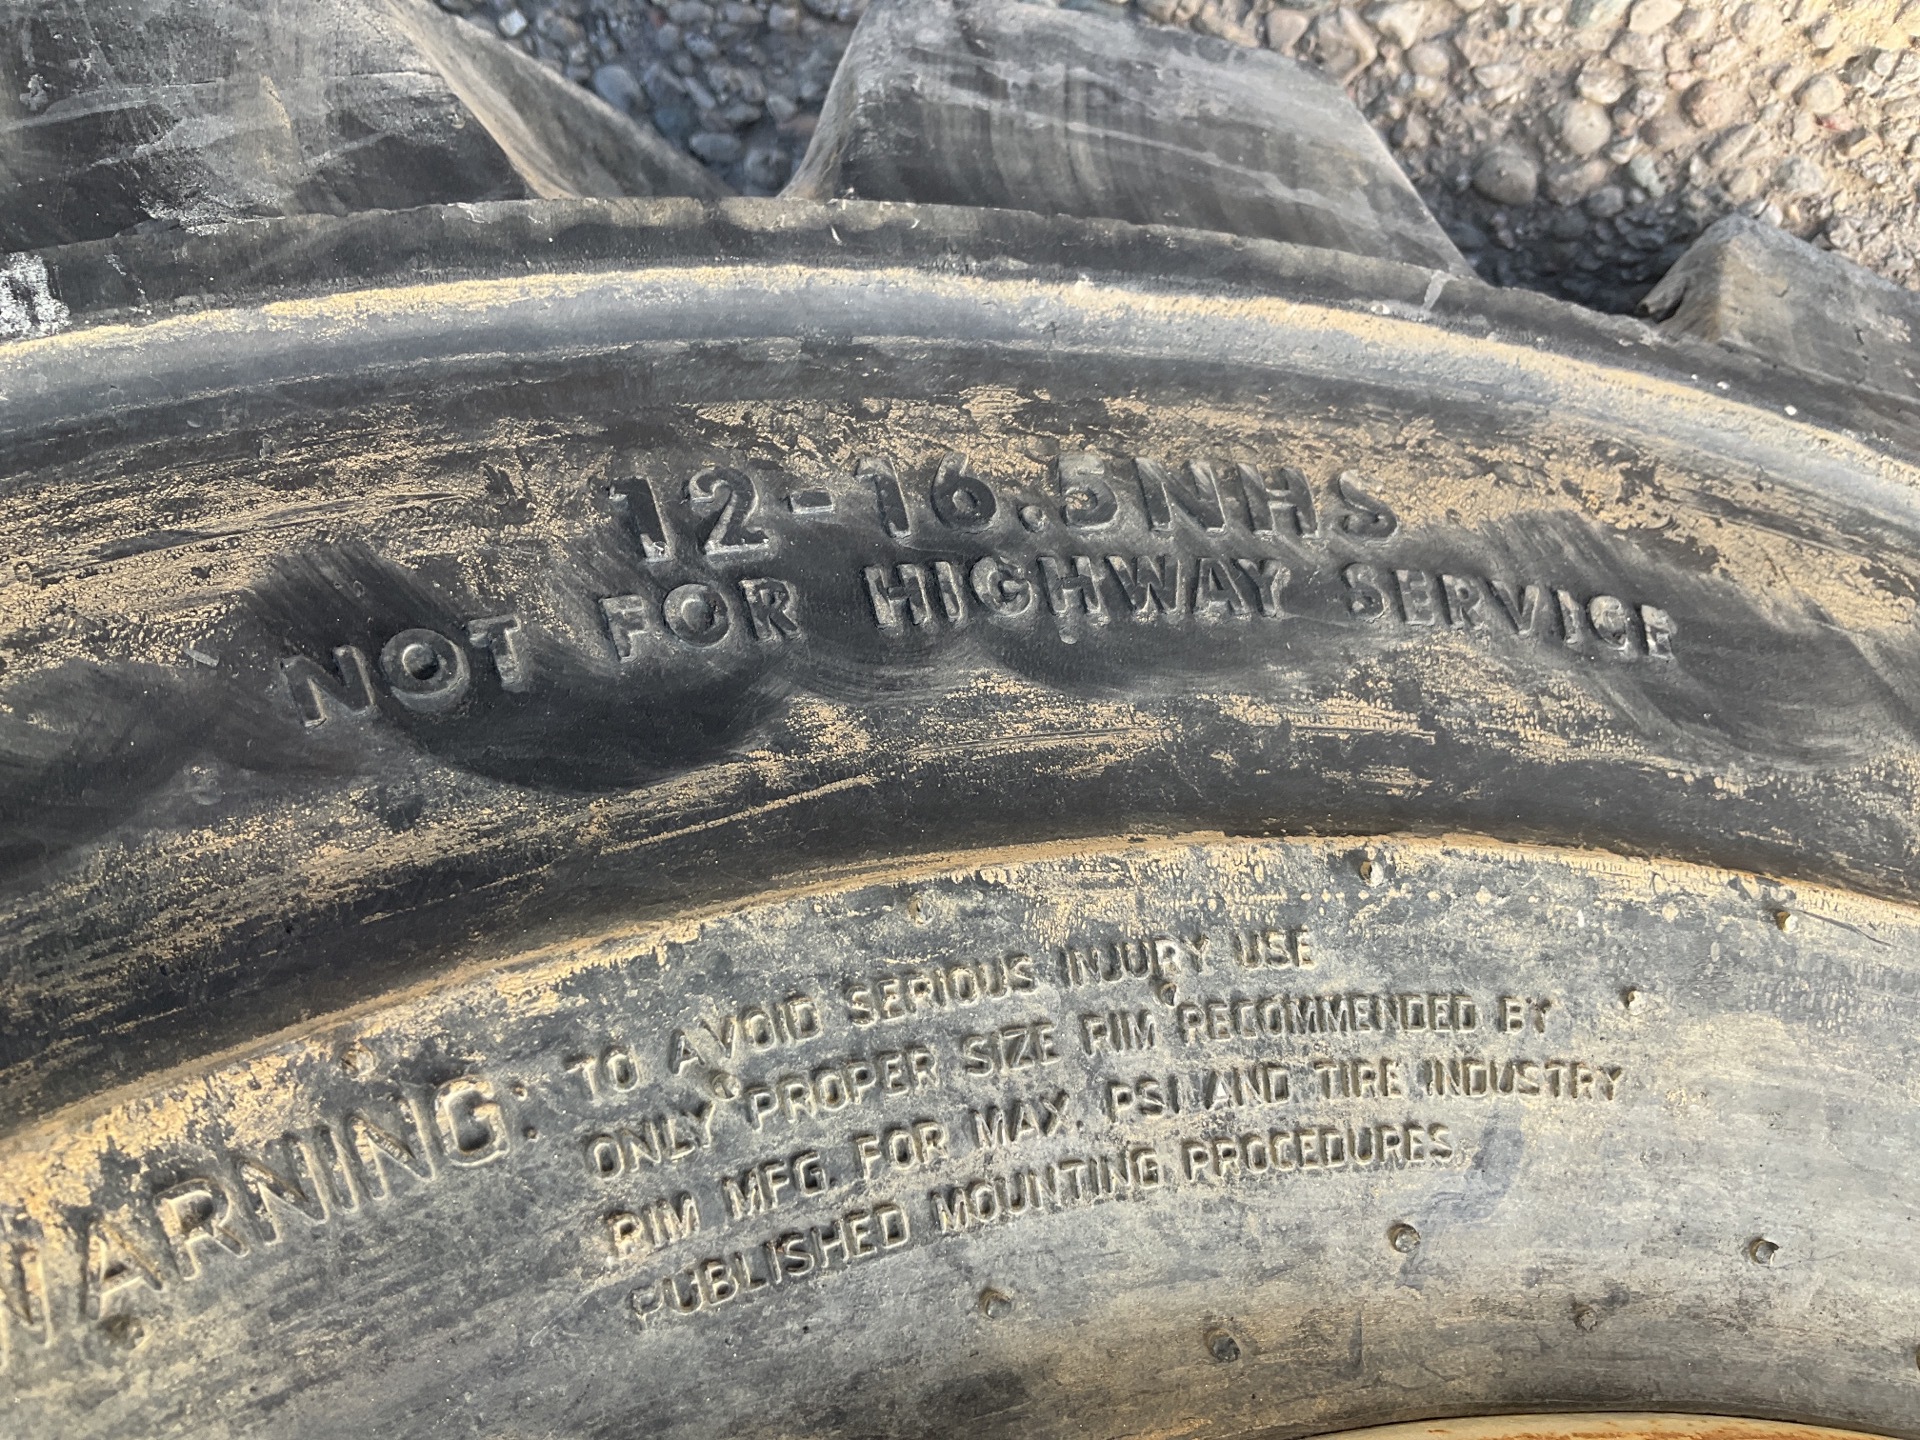 12-16.5NHS
NOT FOR HIGHWAY SERVICE
WARNING: TO AVOID SERIOUS INJURY USE
ONLY PROPER SIZE RIM RECOMMENDED BY
RIM MFG. FOR MAX. PSI AND TIRE INDUSTRY
PUBLISHED MOUNTING PROCEDURES.